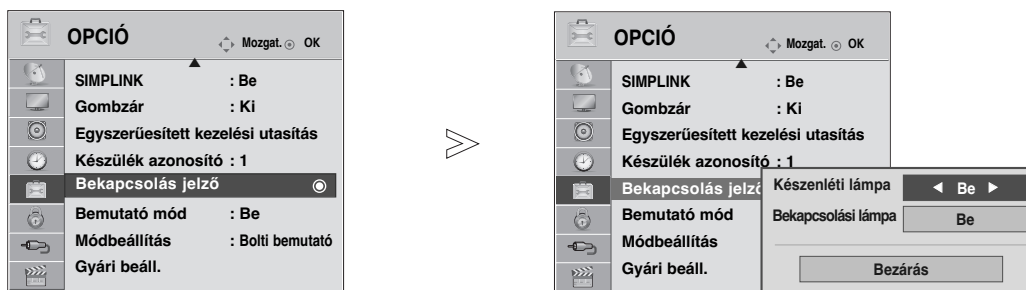 OPCIÓ
Mozgat. OK
SIMPLINK : Be
Gombzár : Ki
Egyszerűesített kezelési utasítás
Készülék azonosító : 1
Bekapcsolás jelző
Bemutató mód : Be
Módbeállítás : Bolti bemutató
Gyári beáll.
OPCIÓ
Mozgat. OK
SIMPLINK : Be
Gombzár : Ki
Egyszerűesített kezelési utasítás
Készülék azonosító : 1
Bekapcsolás jelző
Bemutató mód
Módbeállítás
Gyári beáll.
Készenléti lámpa ◀ Be ▶
Bekapcsolási lámpa Be
Bezárás